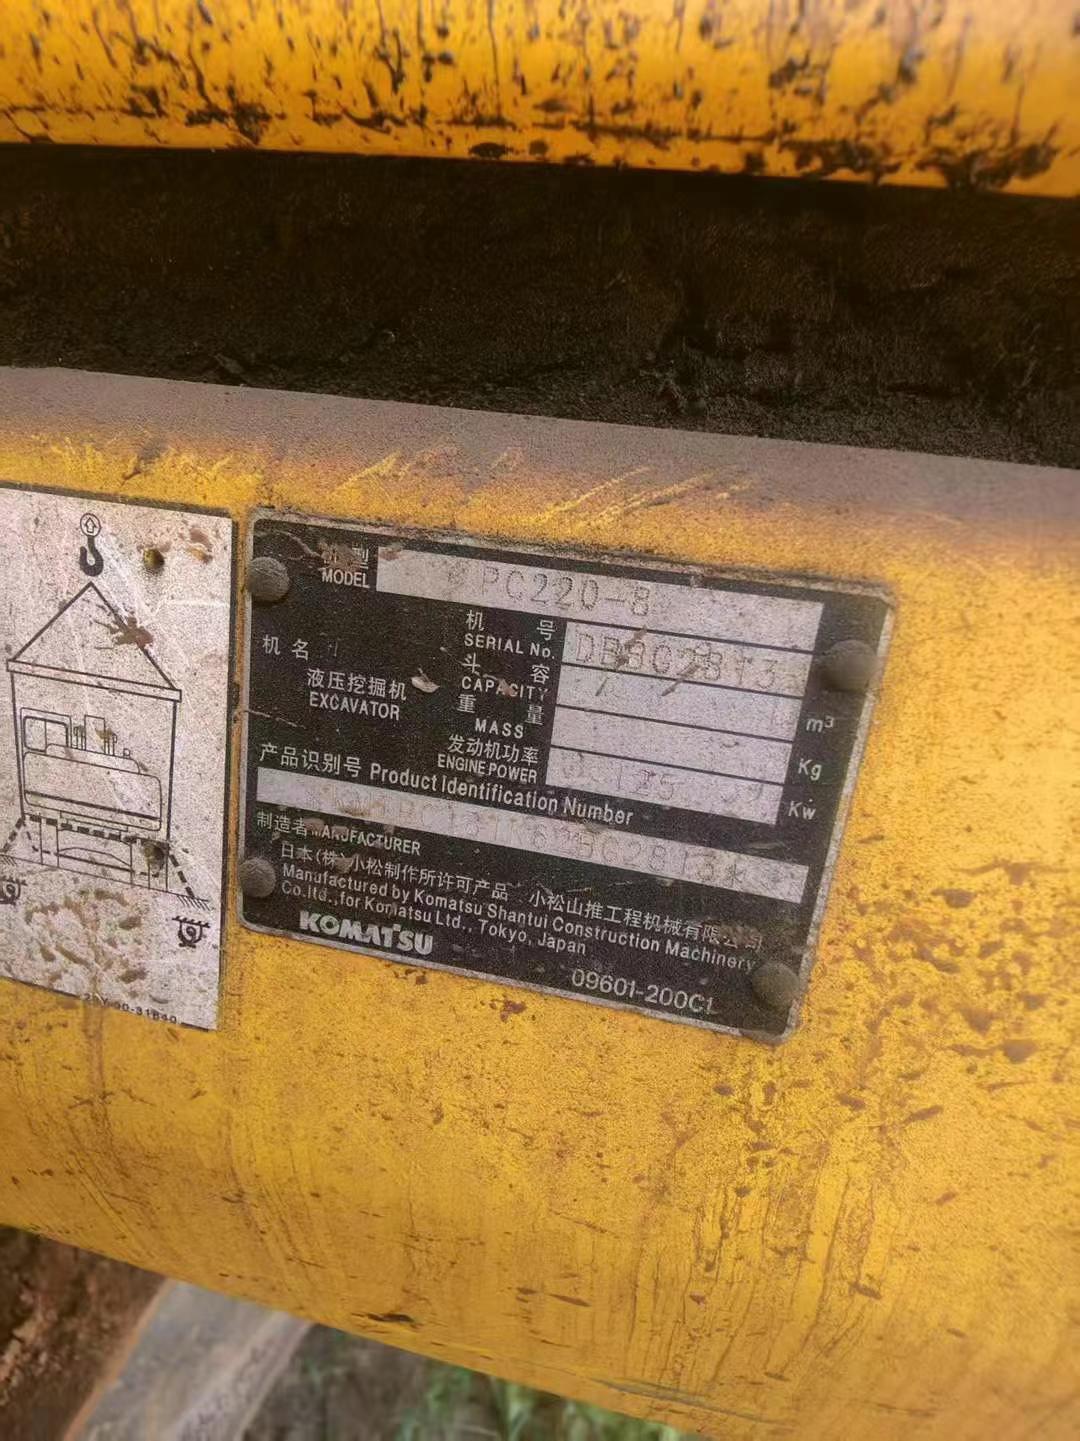 机型
MODEL
PC220-8
机 号
SERIAL No.
DBBC2813
机名
斗 容
CAPACITY
m³
液压挖掘机
EXCAVATOR
重 量
MASS
Kg
发动机功率
ENGINE POWER
125
Kw
产品识别号 Product Identification Number
制造者 MANUFACTURER
日本(株)小松制作所许可产品 小松山推工程机械有限公司
Manufactured by Komatsu Shantui Construction Machinery
Co.ltd.,for Komatsu Ltd., Tokyo, Japan
KOMATSU
09601-200C1